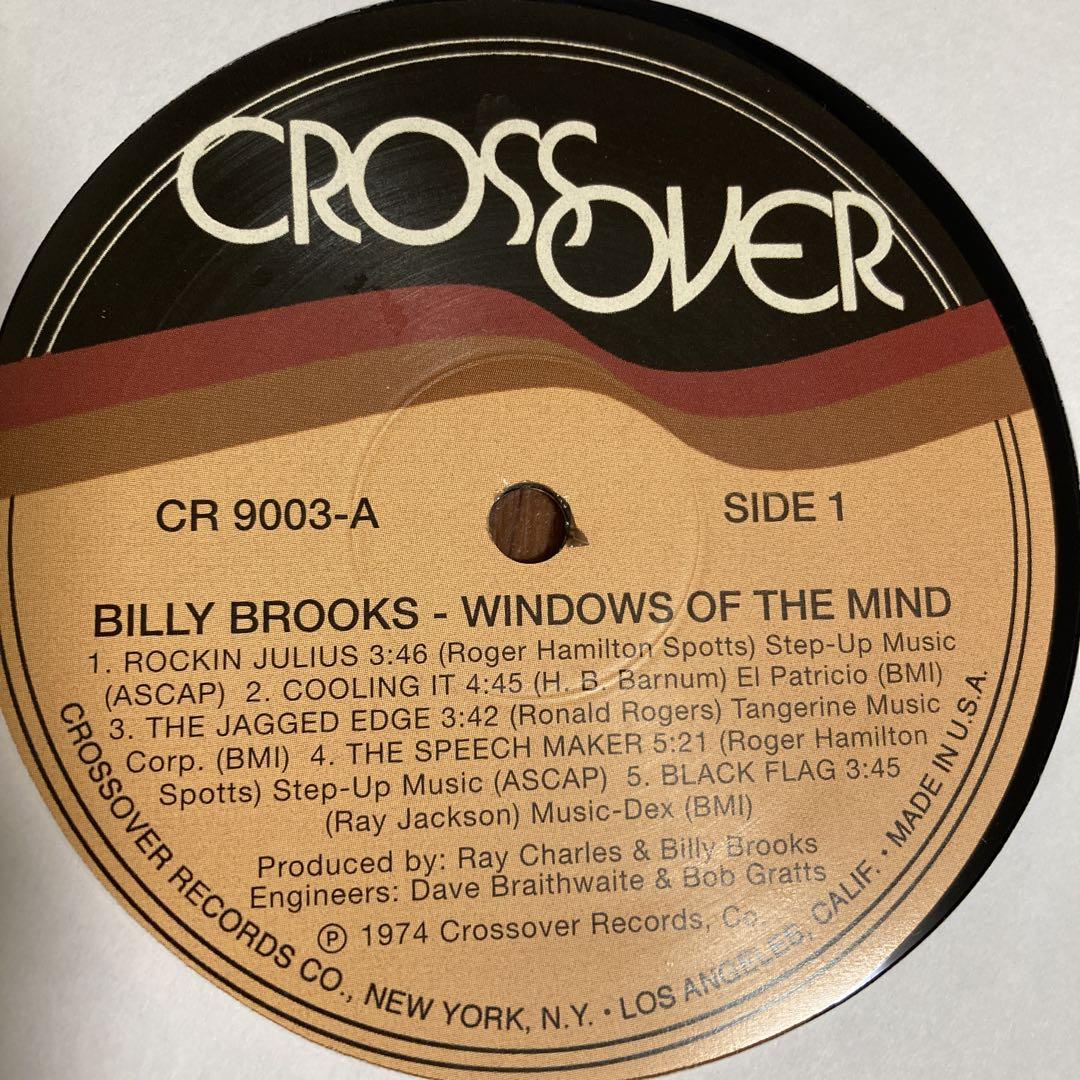 CROSSOVER
CR 9003-A
SIDE 1
BILLY BROOKS - WINDOWS OF THE MIND
1. ROCKIN JULIUS 3:46 (Roger Hamilton Spotts) Step-Up Music
(ASCAP) 2. COOLING IT 4:45 (H. B. Barnum) El Patricio (BMI)
3. THE JAGGED EDGE 3:42 (Ronald Rogers) Tangerine Music
Corp. (BMI) 4. THE SPEECH MAKER 5:21 (Roger Hamilton
Spotts) Step-Up Music (ASCAP) 5. BLACK FLAG 3:45
(Ray Jackson) Music-Dex (BMI)
Produced by: Ray Charles & Billy Brooks
Engineers: Dave Braithwaite & Bob Gratts
℗ 1974 Crossover Records, Co.
CROSSOVER RECORDS CO., NEW YORK, N.Y. • LOS ANGELES, CALIF. • MADE IN U.S.A.